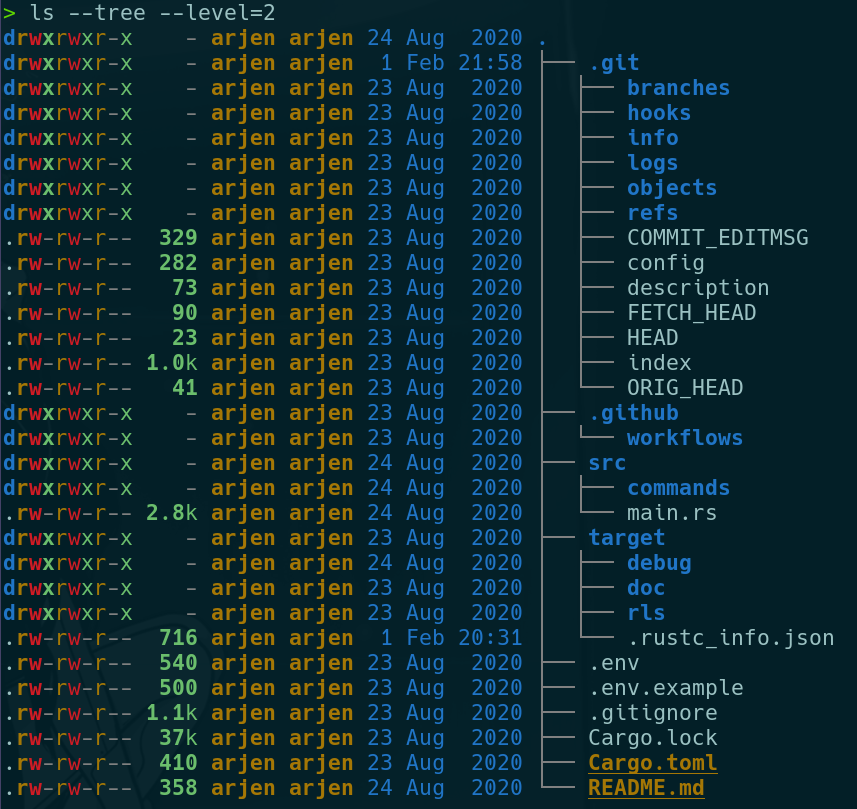 > ls --tree --level=2
drwxrwxr-x    - arjen arjen 24 Aug  2020 .
drwxrwxr-x    - arjen arjen  1 Feb 21:58 ├── .git
drwxrwxr-x    - arjen arjen 23 Aug  2020 │  ├── branches
drwxrwxr-x    - arjen arjen 23 Aug  2020 │  ├── hooks
drwxrwxr-x    - arjen arjen 23 Aug  2020 │  ├── info
drwxrwxr-x    - arjen arjen 23 Aug  2020 │  ├── logs
drwxrwxr-x    - arjen arjen 23 Aug  2020 │  ├── objects
drwxrwxr-x    - arjen arjen 23 Aug  2020 │  ├── refs
.rw-rw-r--  329 arjen arjen 23 Aug  2020 │  ├── COMMIT_EDITMSG
.rw-rw-r--  282 arjen arjen 23 Aug  2020 │  ├── config
.rw-rw-r--   73 arjen arjen 23 Aug  2020 │  ├── description
.rw-rw-r--   90 arjen arjen 23 Aug  2020 │  ├── FETCH_HEAD
.rw-rw-r--   23 arjen arjen 23 Aug  2020 │  ├── HEAD
.rw-rw-r-- 1.0k arjen arjen 23 Aug  2020 │  ├── index
.rw-rw-r--   41 arjen arjen 23 Aug  2020 │  └── ORIG_HEAD
drwxrwxr-x    - arjen arjen 23 Aug  2020 ├── .github
drwxrwxr-x    - arjen arjen 23 Aug  2020 │  └── workflows
drwxrwxr-x    - arjen arjen 24 Aug  2020 ├── src
drwxrwxr-x    - arjen arjen 24 Aug  2020 │  ├── commands
.rw-rw-r-- 2.8k arjen arjen 24 Aug  2020 │  └── main.rs
drwxrwxr-x    - arjen arjen 23 Aug  2020 ├── target
drwxrwxr-x    - arjen arjen 24 Aug  2020 │  ├── debug
drwxrwxr-x    - arjen arjen 23 Aug  2020 │  ├── doc
drwxrwxr-x    - arjen arjen 23 Aug  2020 │  ├── rls
.rw-rw-r--  716 arjen arjen  1 Feb 20:31 │  └── .rustc_info.json
.rw-rw-r--  540 arjen arjen 23 Aug  2020 ├── .env
.rw-rw-r--  500 arjen arjen 23 Aug  2020 ├── .env.example
.rw-rw-r-- 1.1k arjen arjen 23 Aug  2020 ├── .gitignore
.rw-rw-r--  37k arjen arjen 23 Aug  2020 ├── Cargo.lock
.rw-rw-r--  410 arjen arjen 23 Aug  2020 ├── Cargo.toml
.rw-rw-r--  358 arjen arjen 24 Aug  2020 └── README.md